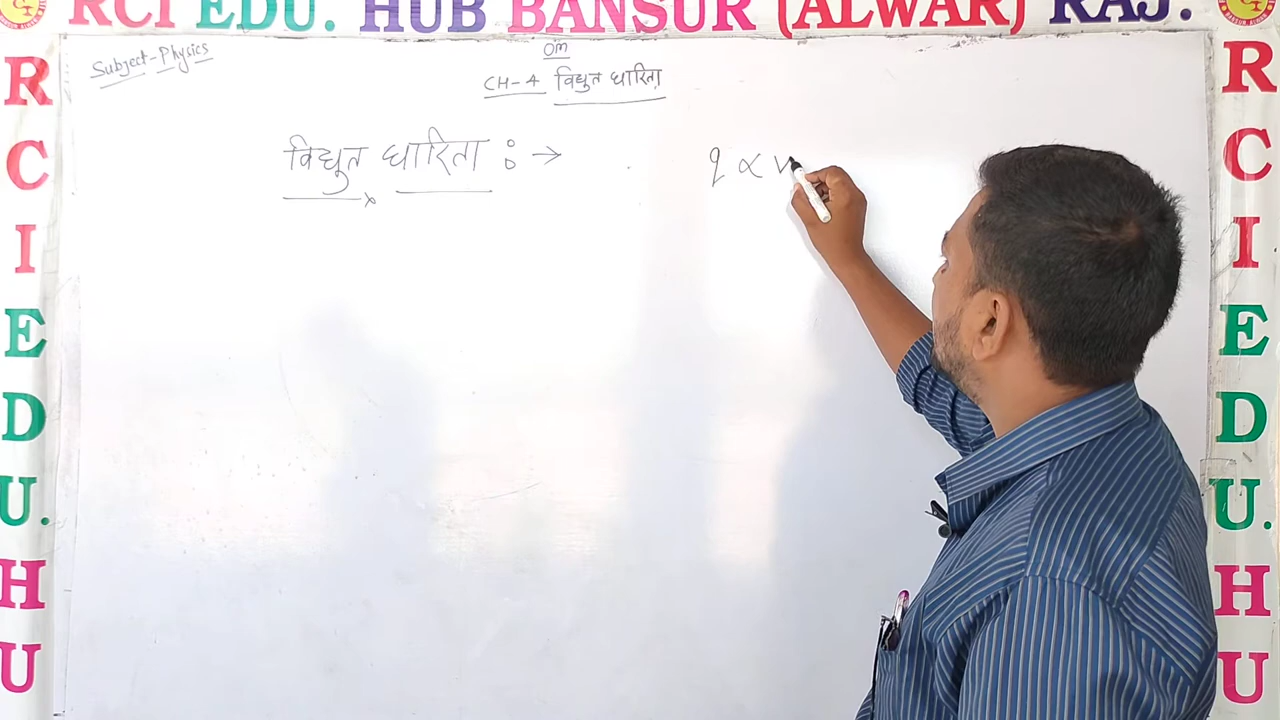 RCI EDU. HUB BANSUR (ALWAR) RAJ.
Subject-Physics
OM
CH-4 विद्युत धारिता
विद्युत धारिता : →
q ∝ v
R
C
I
E
D
U.
H
U
R
C
I
E
D
U.
H
U